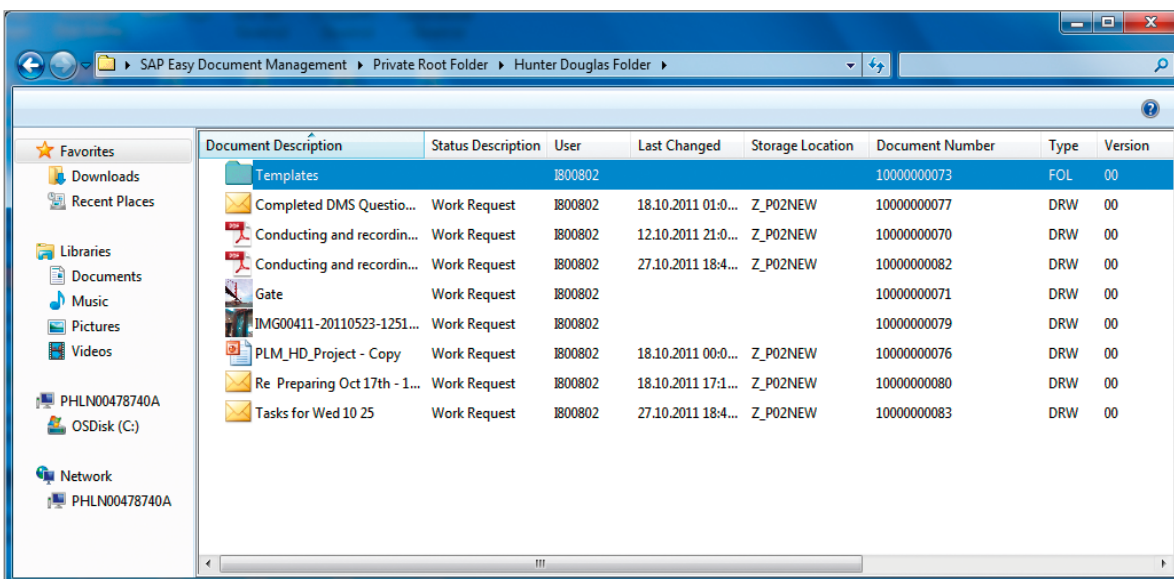 SAP Easy Document Management Private Root Folder Hunter Douglas Folder
Favorites
Downloads
Recent Places
Libraries
Documents
Music
Pictures
Videos
PHLN00478740A
OSDisk (C:)
Network
PHLN00478740A
Document Description Status Description User Last Changed Storage Location Document Number Type Version
Templates I800802 10000000073 FOL 00
Completed DMS Questio... Work Request I800802 18.10.2011 01:0... Z_P02NEW 10000000077 DRW 00
Conducting and recordin... Work Request I800802 12.10.2011 21:0... Z_P02NEW 10000000070 DRW 00
Conducting and recordin... Work Request I800802 27.10.2011 18:4... Z_P02NEW 10000000082 DRW 00
Gate Work Request I800802 10000000071 DRW 00
IMG00411-20110523-1251... Work Request I800802 10000000079 DRW 00
PLM_HD_Project - Copy Work Request I800802 18.10.2011 00:0... Z_P02NEW 10000000076 DRW 00
Re Preparing Oct 17th - 1... Work Request I800802 18.10.2011 17:1... Z_P02NEW 10000000080 DRW 00
Tasks for Wed 10 25 Work Request I800802 27.10.2011 18:4... Z_P02NEW 10000000083 DRW 00